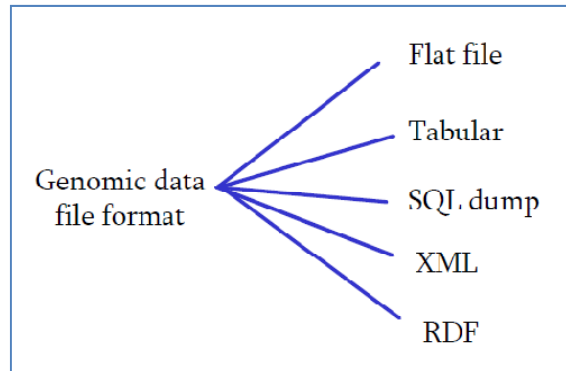 Flat file
Tabular
Genomic data
file format
SQL dump
XML
RDF